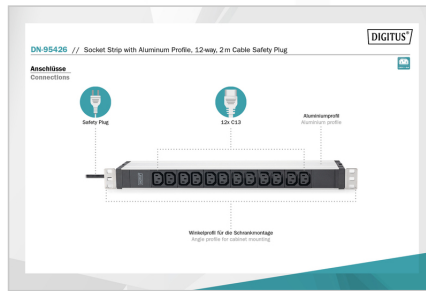 DIGITUS®
DN-95426 // Socket Strip with Aluminum Profile, 12-way, 2 m Cable Safety Plug
Anschlüsse
Connections
Safety Plug
12x C13
Aluminiumprofil
Aluminium profile
Winkelprofil für die Schrankmontage
Angle profile for cabinet mounting